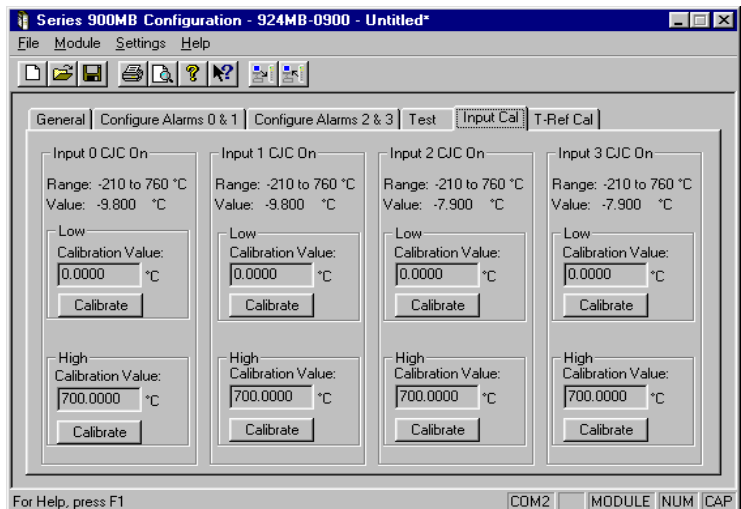 Series 900MB Configuration - 924MB-0900 - Untitled*
File Module Settings Help
General Configure Alarms 0 & 1 Configure Alarms 2 & 3 Test Input Cal T-Ref Cal
Input 0 CJC On
Range: -210 to 760 °C
Value: -9.800 °C
Low
Calibration Value:
0.0000 °C
Calibrate
High
Calibration Value:
700.0000 °C
Calibrate
Input 1 CJC On
Range: -210 to 760 °C
Value: -9.800 °C
Low
Calibration Value:
0.0000 °C
Calibrate
High
Calibration Value:
700.0000 °C
Calibrate
Input 2 CJC On
Range: -210 to 760 °C
Value: -7.900 °C
Low
Calibration Value:
0.0000 °C
Calibrate
High
Calibration Value:
700.0000 °C
Calibrate
Input 3 CJC On
Range: -210 to 760 °C
Value: -7.900 °C
Low
Calibration Value:
0.0000 °C
Calibrate
High
Calibration Value:
700.0000 °C
Calibrate
For Help, press F1 COM2 MODULE NUM CAP